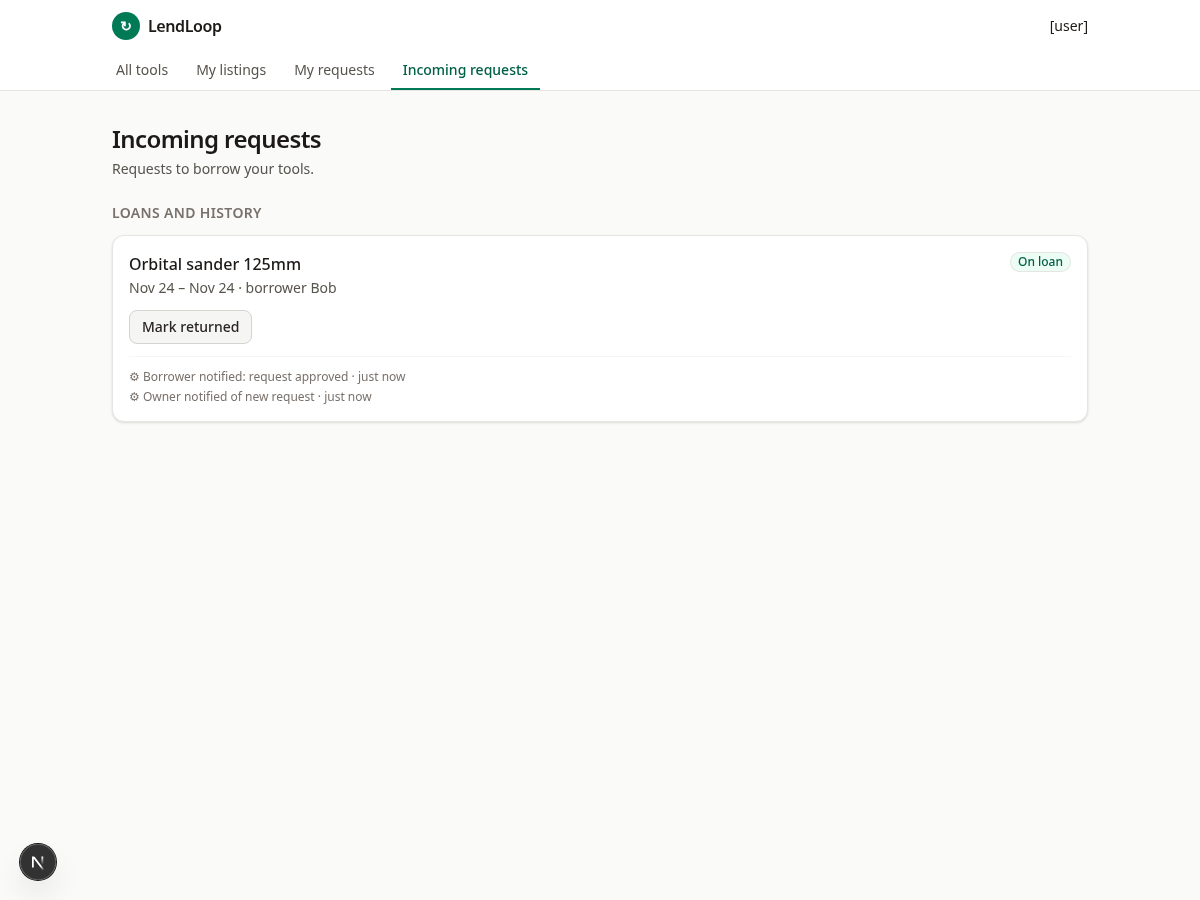 ↻ LendLoop
[user]
All tools My listings My requests Incoming requests
Incoming requests
Requests to borrow your tools.
LOANS AND HISTORY
Orbital sander 125mm
On loan
Nov 24 – Nov 24 · borrower Bob
Mark returned
⚙ Borrower notified: request approved · just now
⚙ Owner notified of new request · just now
N